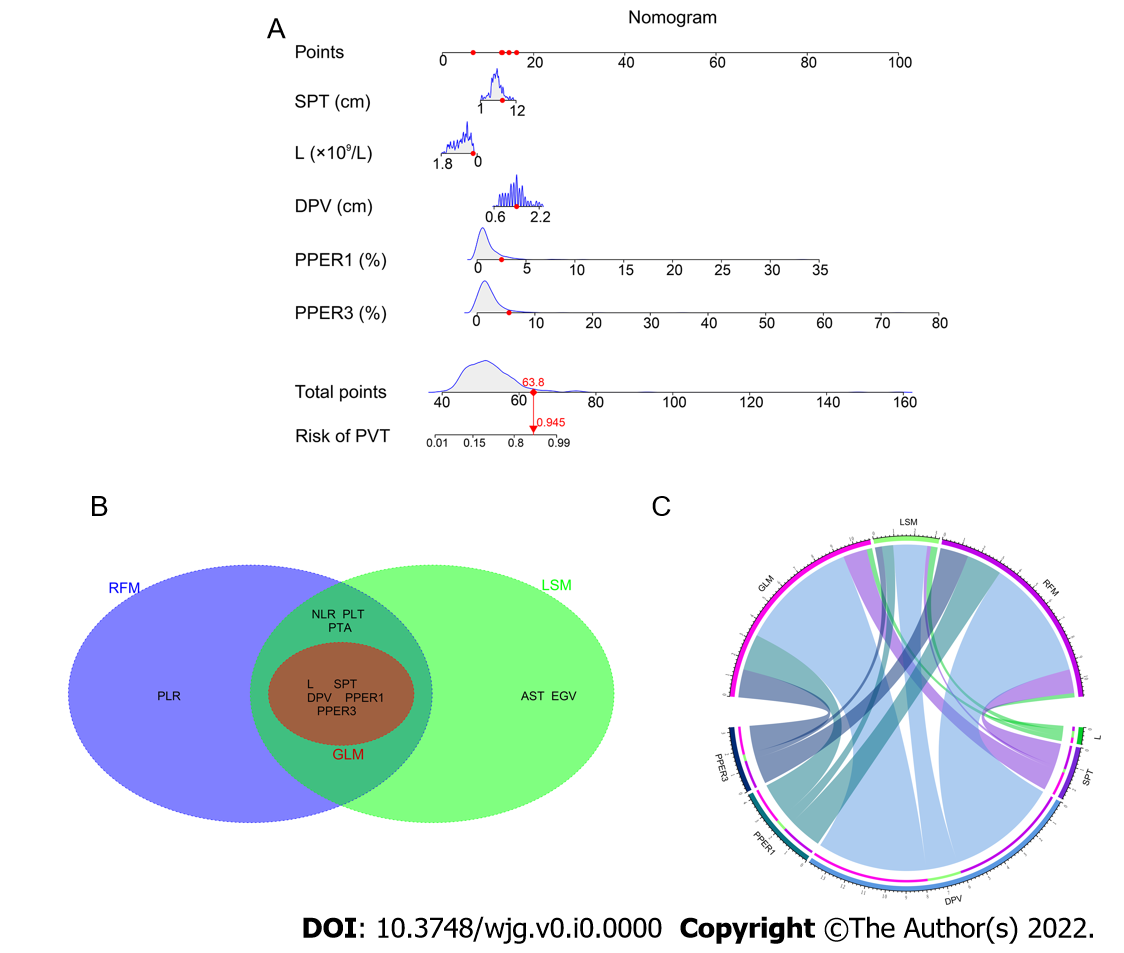 A
Nomogram
Points
0 20 40 60 80 100
SPT (cm)
1 12
L (×10⁹/L)
1.8 0
DPV (cm)
0.6 2.2
PPER1 (%)
0 5 10 15 20 25 30 35
PPER3 (%)
0 10 20 30 40 50 60 70 80
63.8
Total points
40 60 80 100 120 140 160
0.945
Risk of PVT
0.01 0.15 0.8 0.99
B
RFM
LSM
NLR PLT
PTA
PLR
L SPT
DPV PPER1
PPER3
AST EGV
GLM
C
LSM
GLM
RFM
L
SPT
PPER3
PPER1
DPV
DOI: 10.3748/wjg.v0.i0.0000 Copyright ©The Author(s) 2022.